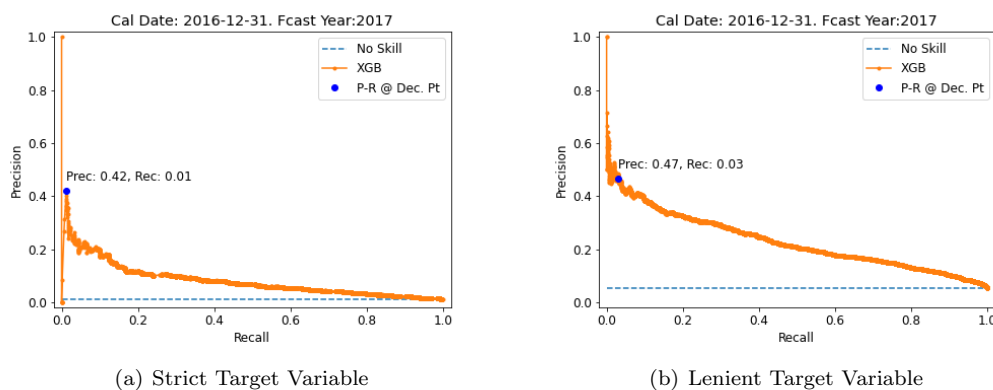 Cal Date: 2016-12-31. Fcast Year:2017
1.0
0.8
0.6
0.4
0.2
0.0
Precision
No Skill
XGB
P-R @ Dec. Pt
Prec: 0.42, Rec: 0.01
0.0 0.2 0.4 0.6 0.8 1.0
Recall
(a) Strict Target Variable
Cal Date: 2016-12-31. Fcast Year:2017
1.0
0.8
0.6
0.4
0.2
0.0
Precision
No Skill
XGB
P-R @ Dec. Pt
Prec: 0.47, Rec: 0.03
0.0 0.2 0.4 0.6 0.8 1.0
Recall
(b) Lenient Target Variable